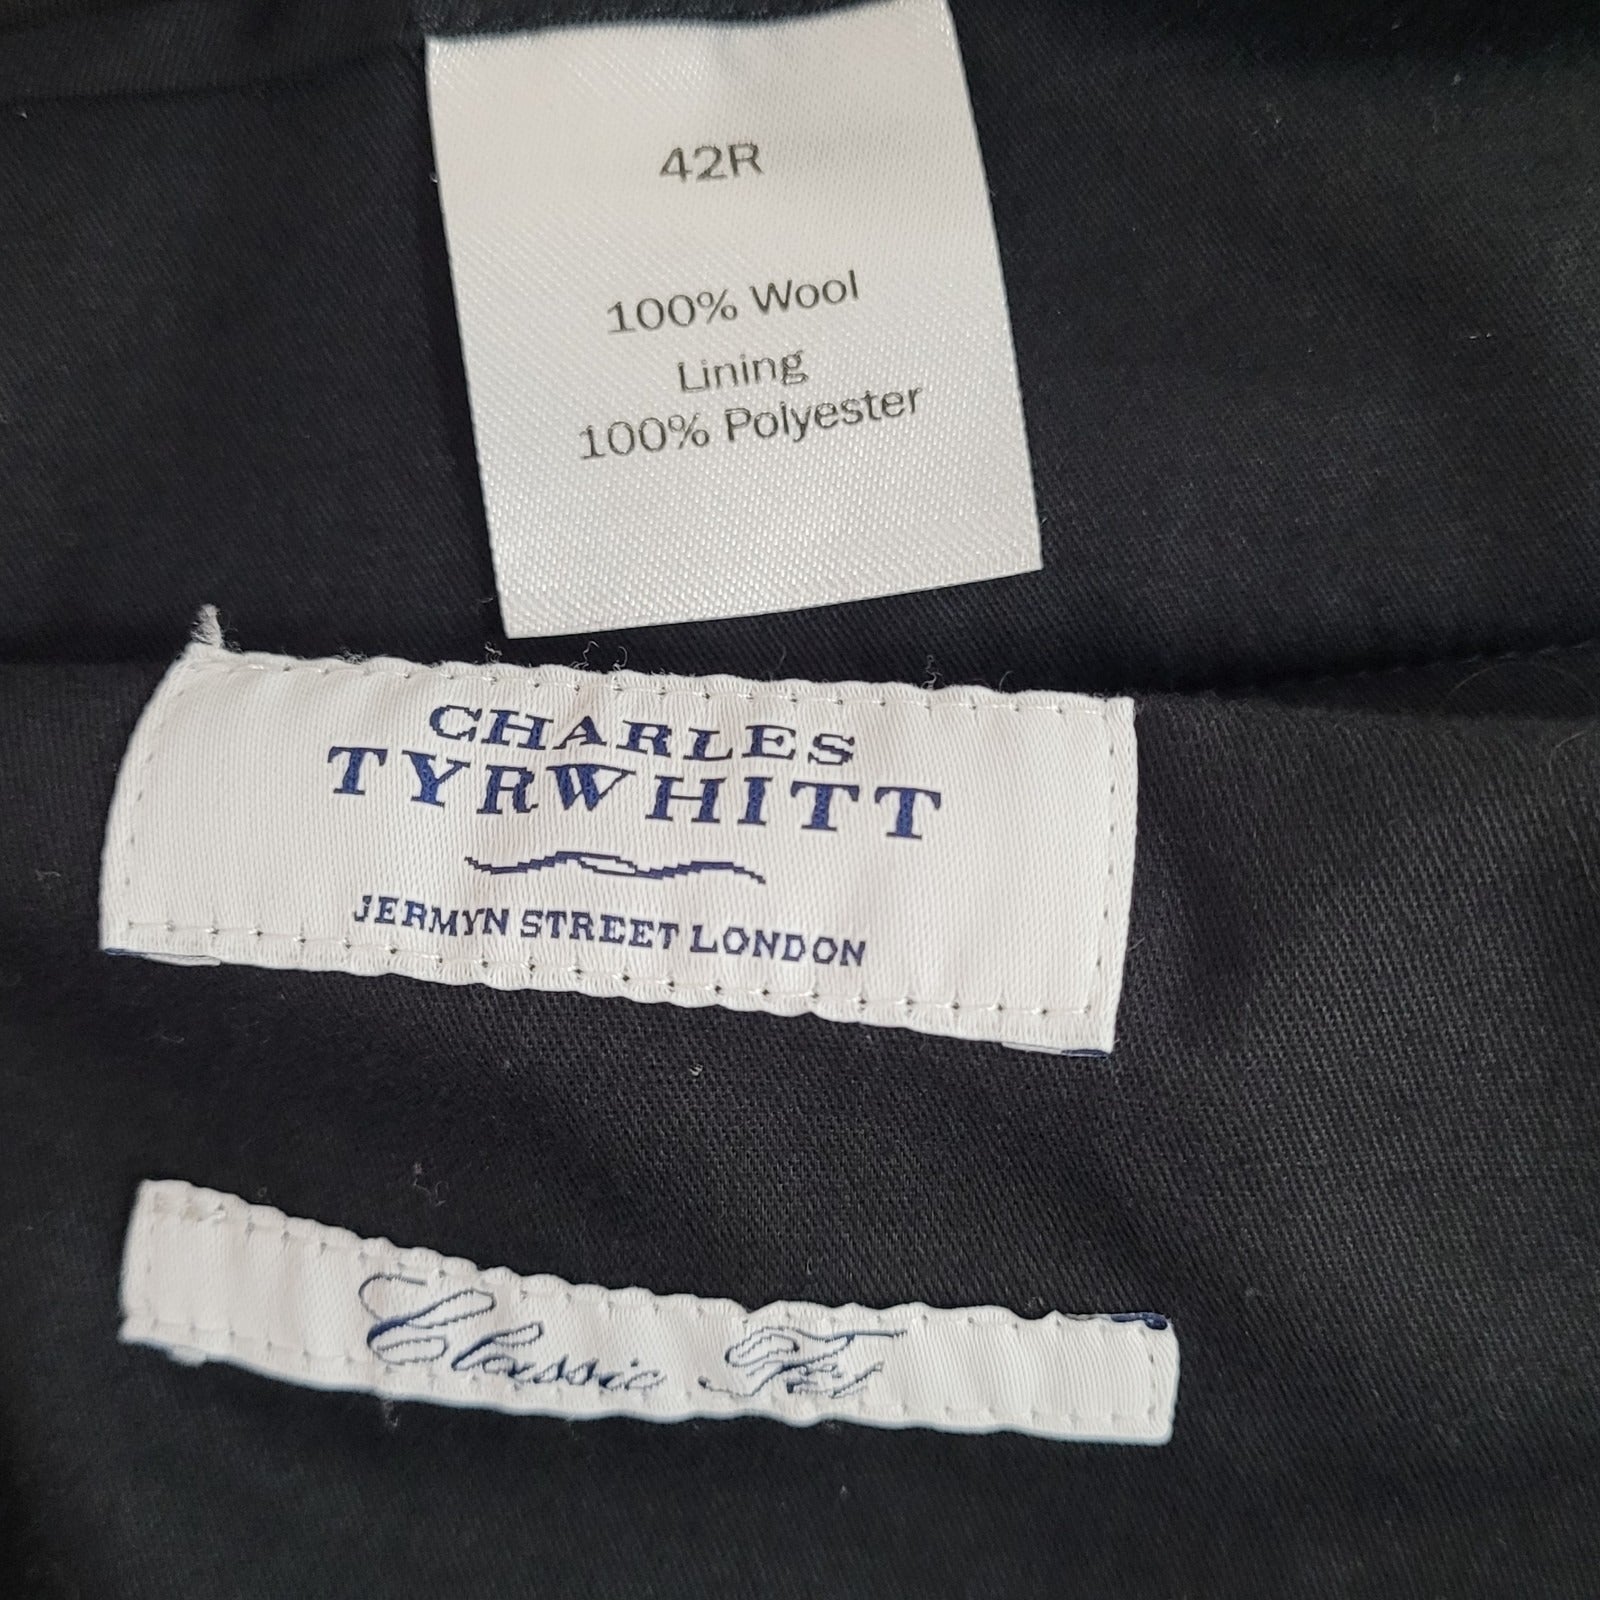 42R
100% Wool
Lining
100% Polyester
CHARLES
TYRWHITT
JERMYN STREET LONDON
Classic Fit